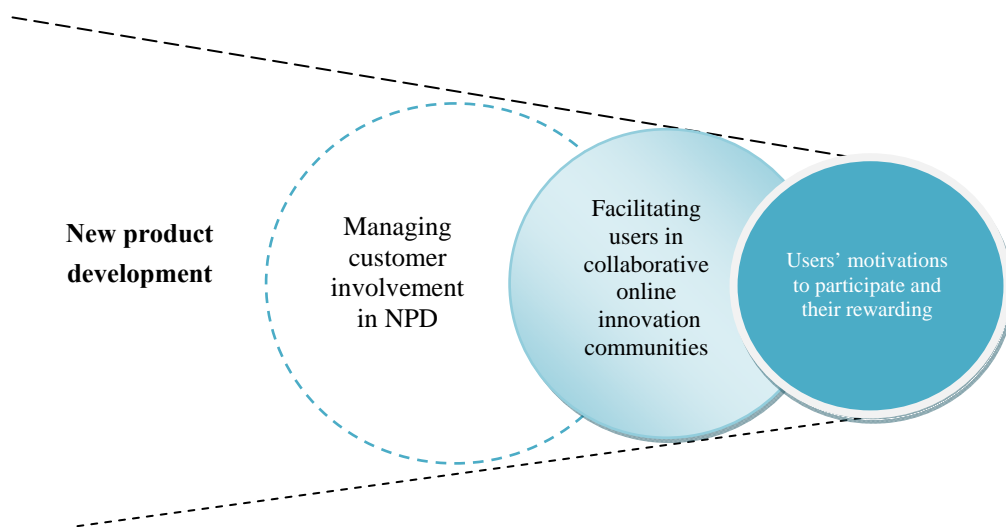 New product
development
Managing
customer
involvement
in NPD
Facilitating
users in
collaborative
online
innovation
communities
Users’ motivations
to participate and
their rewarding